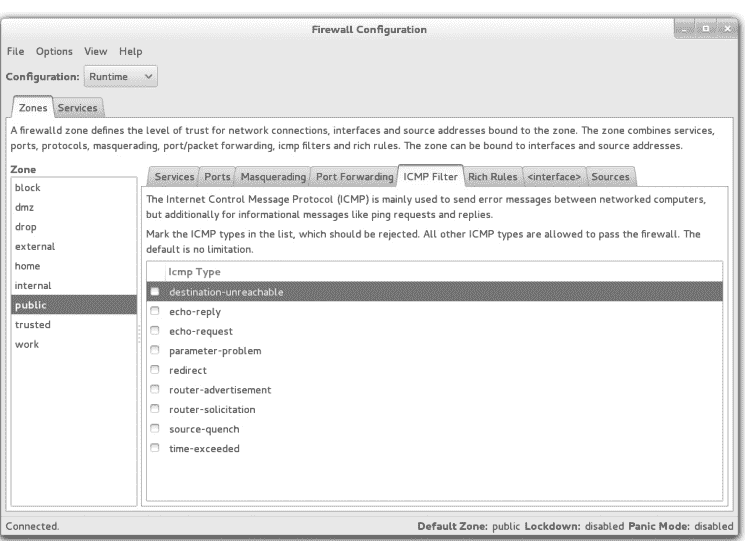 Firewall Configuration
File Options View Help
Configuration: Runtime
Zones Services
A firewalld zone defines the level of trust for network connections, interfaces and source addresses bound to the zone. The zone combines services,
ports, protocols, masquerading, port/packet forwarding, icmp filters and rich rules. The zone can be bound to interfaces and source addresses.
Zone
block
dmz
drop
external
home
internal
public
trusted
work
Services Ports Masquerading Port Forwarding ICMP Filter Rich Rules <interface> Sources
The Internet Control Message Protocol (ICMP) is mainly used to send error messages between networked computers,
but additionally for informational messages like ping requests and replies.
Mark the ICMP types in the list, which should be rejected. All other ICMP types are allowed to pass the firewall. The
default is no limitation.
Icmp Type
destination-unreachable
echo-reply
echo-request
parameter-problem
redirect
router-advertisement
router-solicitation
source-quench
time-exceeded
Connected.
Default Zone: public Lockdown: disabled Panic Mode: disabled